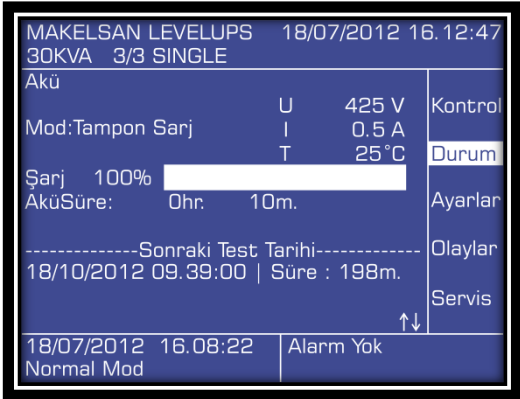 MAKELSAN LEVELUPS 18/07/2012 16.12:47
30KVA 3/3 SINGLE
Akü
U 425 V
Mod:Tampon Sarj I 0.5 A
T 25°C
Şarj 100%
AküSüre: 0hr. 10m.
--------------Sonraki Test Tarihi-------------
18/10/2012 09.39:00 | Süre : 198m.
↑↓
Kontrol
Durum
Ayarlar
Olaylar
Servis
18/07/2012 16.08:22
Normal Mod
Alarm Yok